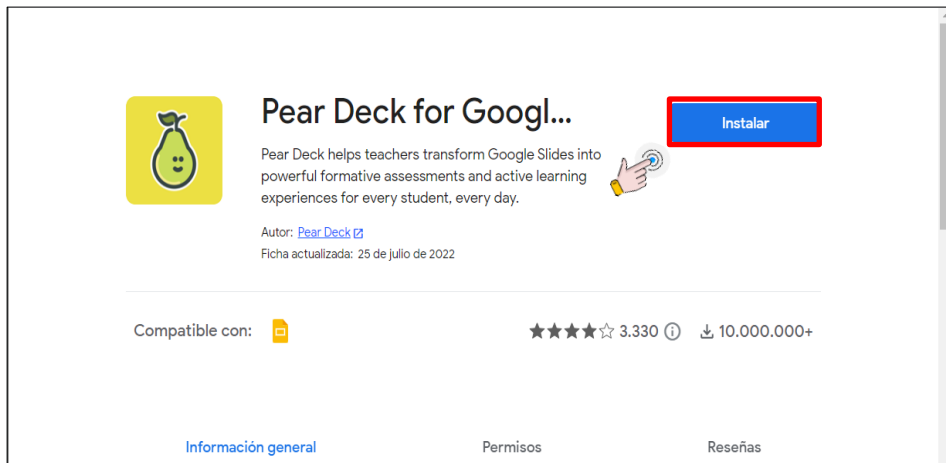 Pear Deck for Googl...
Instalar
Pear Deck helps teachers transform Google Slides into
powerful formative assessments and active learning
experiences for every student, every day.
Autor: Pear Deck
Ficha actualizada: 25 de julio de 2022
Compatible con:
3.330
10.000.000+
Información general
Permisos
Reseñas